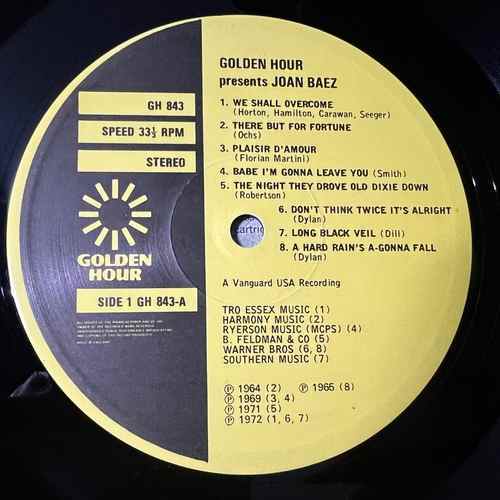 GOLDEN HOUR
presents JOAN BAEZ
1. WE SHALL OVERCOME
(Horton, Hamilton, Carawan, Seeger)
2. THERE BUT FOR FORTUNE
(Ochs)
3. PLAISIR D'AMOUR
(Florian Martini)
4. BABE I'M GONNA LEAVE YOU (Smith)
5. THE NIGHT THEY DROVE OLD DIXIE DOWN
(Robertson)
6. DON'T THINK TWICE IT'S ALRIGHT
(Dylan)
7. LONG BLACK VEIL (Dill)
8. A HARD RAIN'S A-GONNA FALL
(Dylan)
A Vanguard USA Recording
TRO ESSEX MUSIC (1)
HARMONY MUSIC (2)
RYERSON MUSIC (MCPS) (4)
B. FELDMAN & CO (5)
WARNER BROS (6, 8)
SOUTHERN MUSIC (7)
Ⓟ 1964 (2) Ⓟ 1965 (8)
Ⓟ 1969 (3, 4)
Ⓟ 1971 (5)
Ⓟ 1972 (1, 6, 7)
GH 843
SPEED 33⅓ RPM
STEREO
GOLDEN
HOUR
SIDE 1 GH 843-A
cartric